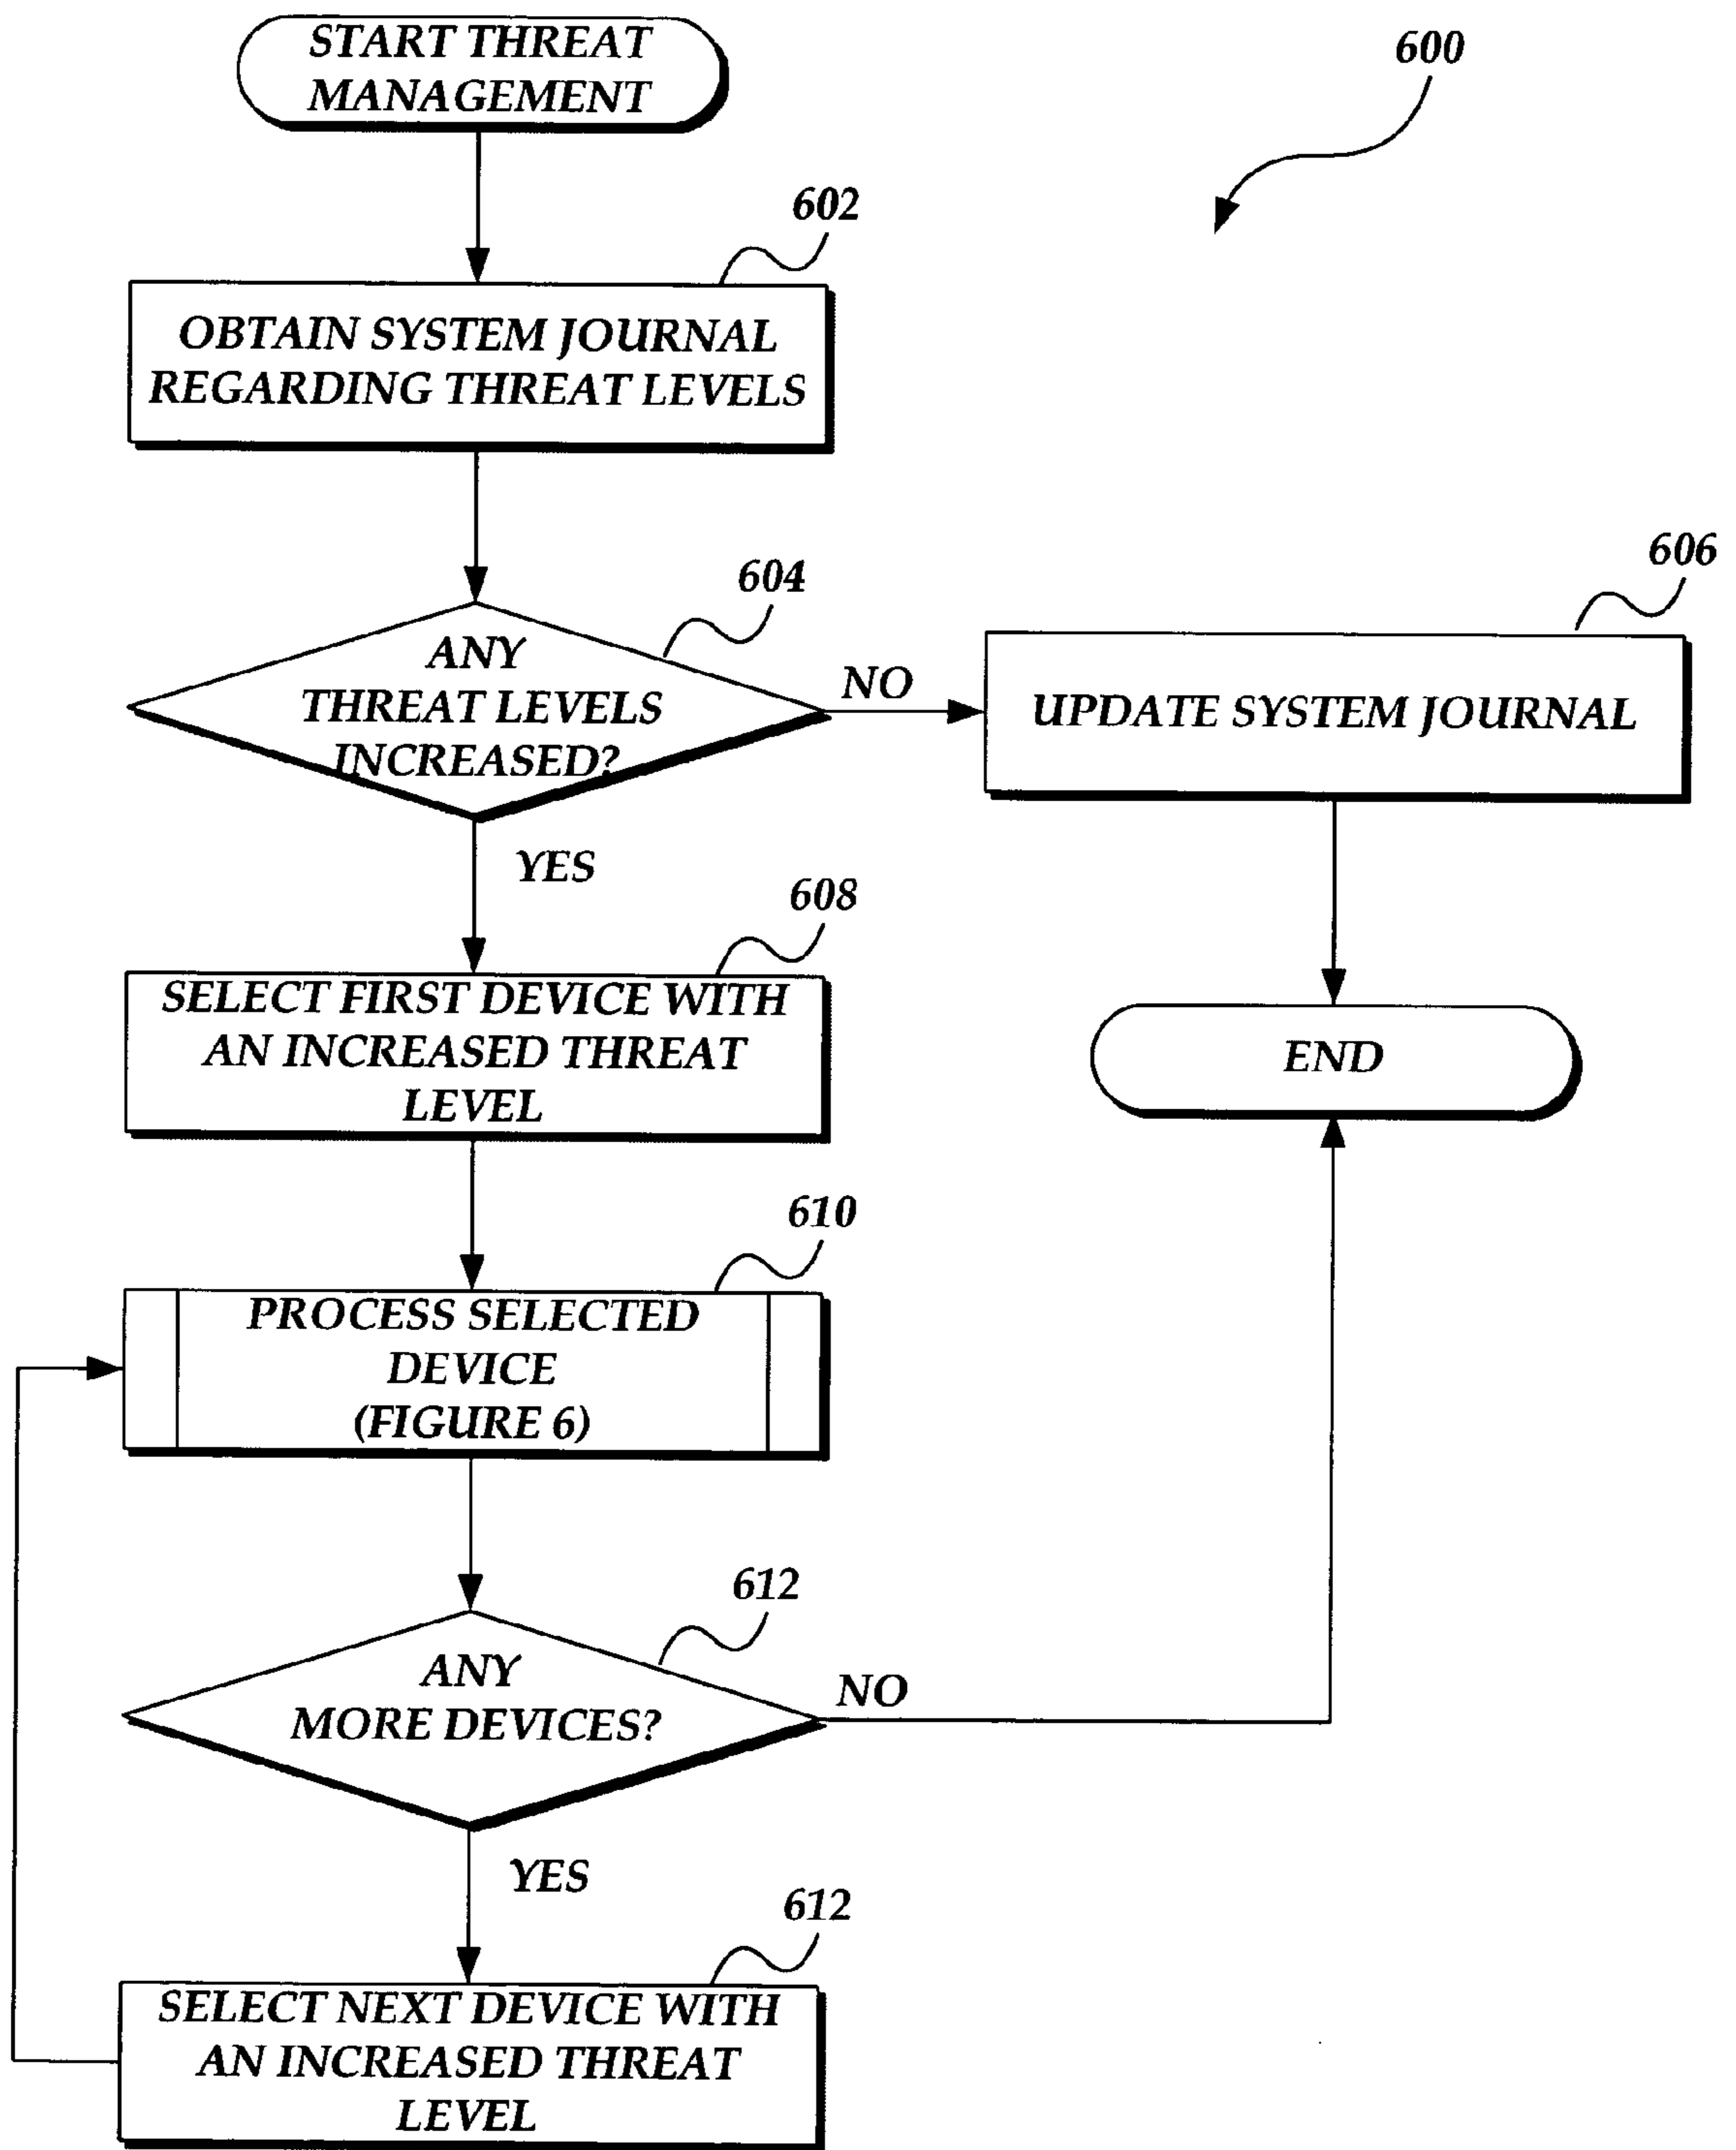 START THREAT
MANAGEMENT
600
602
OBTAIN SYSTEM JOURNAL
REGARDING THREAT LEVELS
604
ANY
THREAT LEVELS
INCREASED?
NO
606
UPDATE SYSTEM JOURNAL
YES
608
SELECT FIRST DEVICE WITH
AN INCREASED THREAT
LEVEL
END
610
PROCESS SELECTED
DEVICE
(FIGURE 6)
612
ANY
MORE DEVICES?
NO
YES
612
SELECT NEXT DEVICE WITH
AN INCREASED THREAT
LEVEL